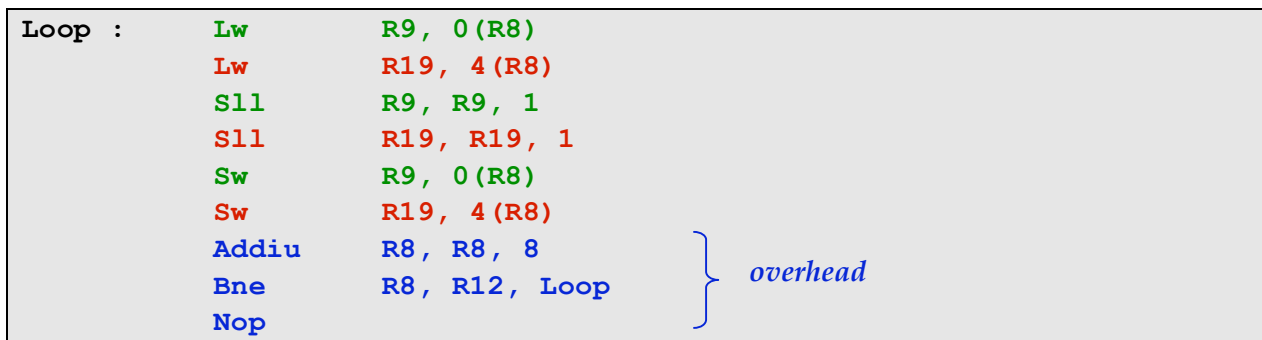 Loop : Lw R9, 0(R8)
Lw R19, 4(R8)
Sll R9, R9, 1
Sll R19, R19, 1
Sw R9, 0(R8)
Sw R19, 4(R8)
Addiu R8, R8, 8
Bne R8, R12, Loop
overhead
Nop